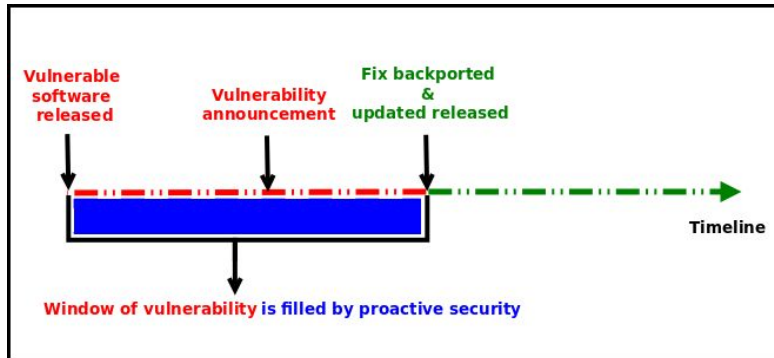 Vulnerable
software
released
Vulnerability
announcement
Fix backported
&
updated released
Timeline
Window of vulnerability is filled by proactive security